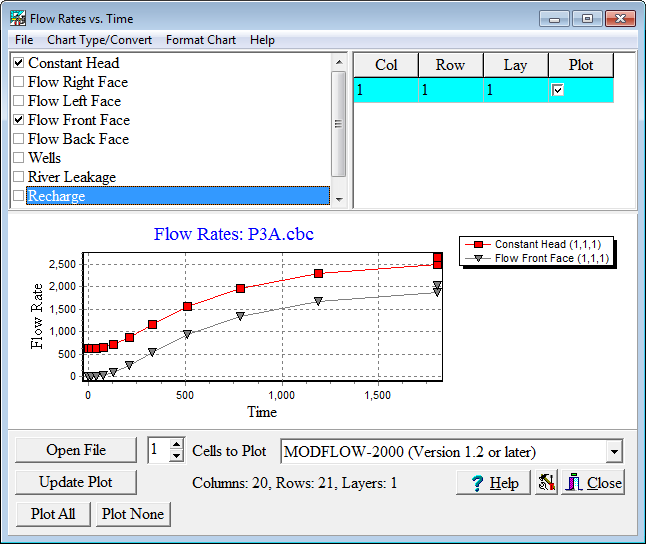 Flow Rates vs. Time
File Chart Type/Convert Format Chart Help
Constant Head
Flow Right Face
Flow Left Face
Flow Front Face
Flow Back Face
Wells
River Leakage
Recharge
Col Row Lay Plot
1 1 1
Flow Rates: P3A.cbc
Constant Head (1,1,1)
Flow Front Face (1,1,1)
Flow Rate
2,500
2,000
1,500
1,000
500
0
0 500 1,000 1,500
Time
Open File 1 Cells to Plot MODFLOW-2000 (Version 1.2 or later)
Update Plot Columns: 20, Rows: 21, Layers: 1 ? Help Close
Plot All Plot None